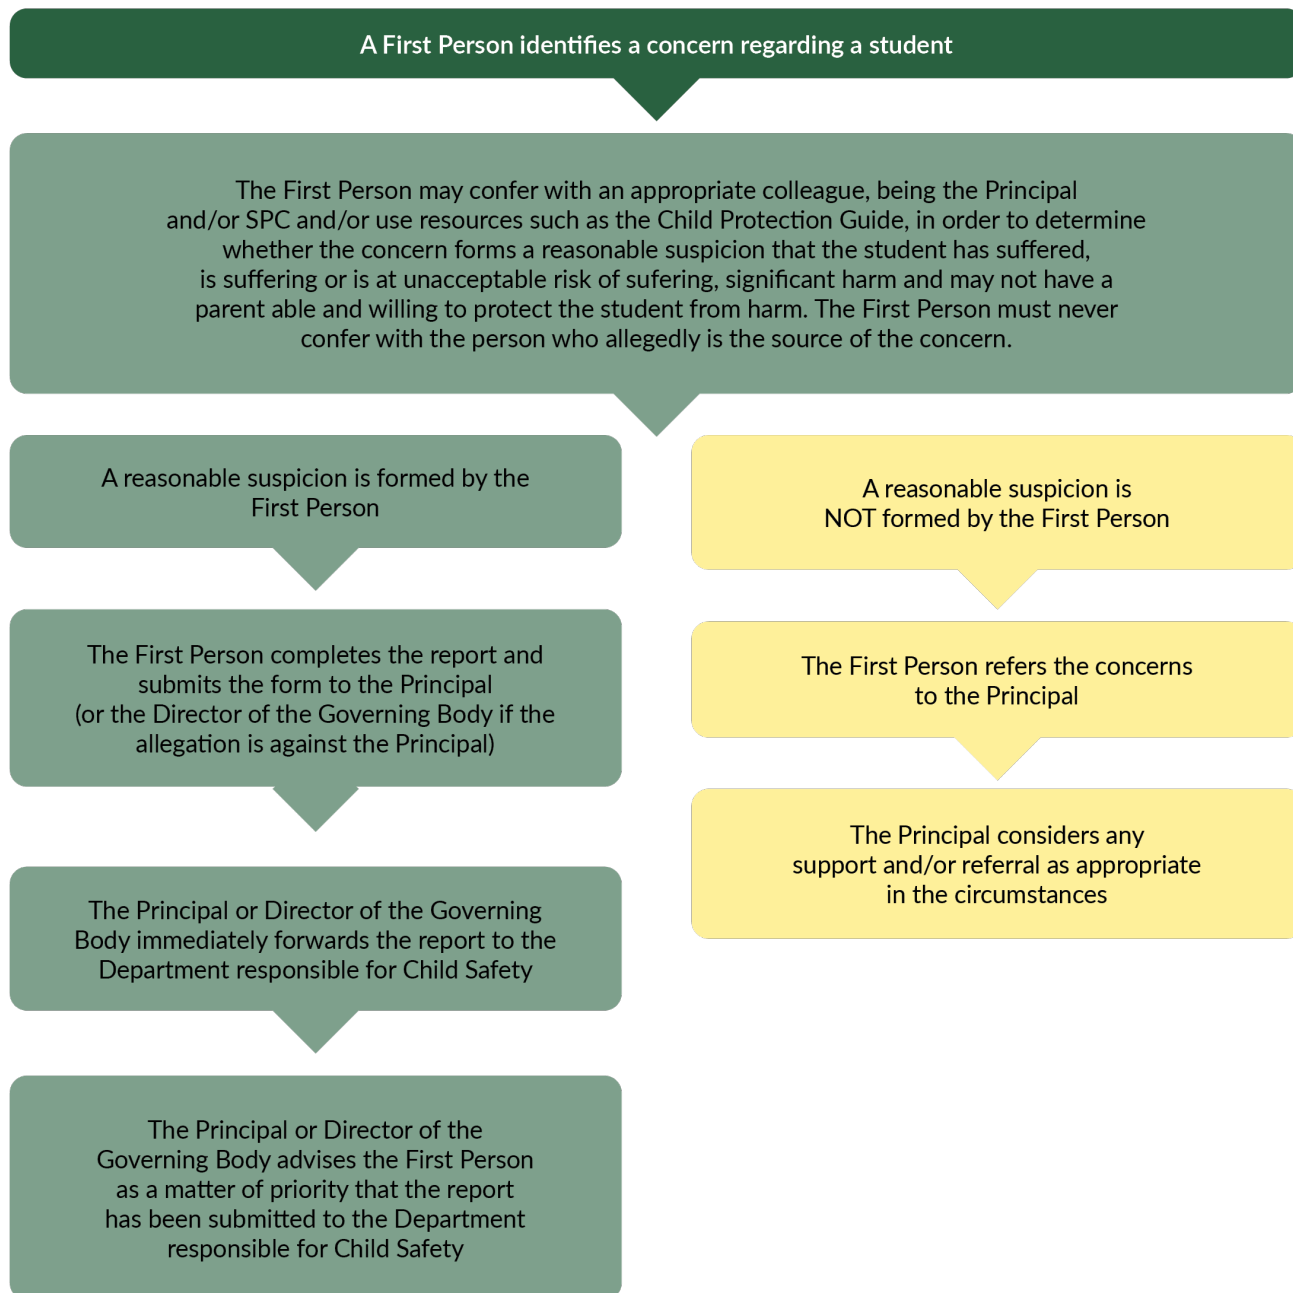 A First Person identifies a concern regarding a student
The First Person may confer with an appropriate colleague, being the Principal
and/or SPC and/or use resources such as the Child Protection Guide, in order to determine
whether the concern forms a reasonable suspicion that the student has suffered,
is suffering or is at unacceptable risk of sufering, significant harm and may not have a
parent able and willing to protect the student from harm. The First Person must never
confer with the person who allegedly is the source of the concern.
A reasonable suspicion is formed by the
First Person
The First Person completes the report and
submits the form to the Principal
(or the Director of the Governing Body if the
allegation is against the Principal)
The Principal or Director of the Governing
Body immediately forwards the report to the
Department responsible for Child Safety
The Principal or Director of the
Governing Body advises the First Person
as a matter of priority that the report
has been submitted to the Department
responsible for Child Safety
A reasonable suspicion is
NOT formed by the First Person
The First Person refers the concerns
to the Principal
The Principal considers any
support and/or referral as appropriate
in the circumstances